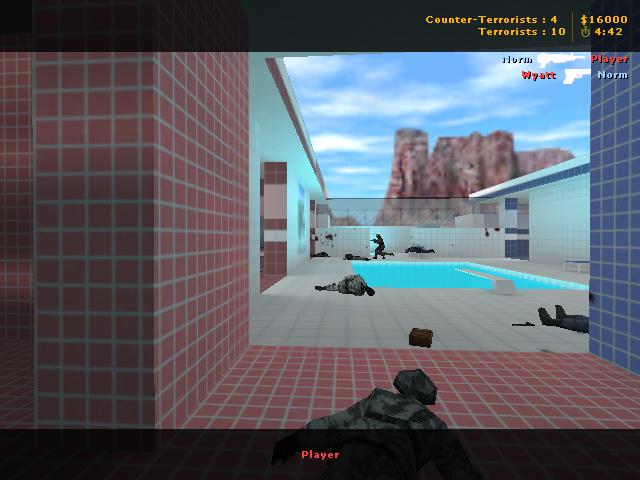 Counter-Terrorists : 4 $16000
Terrorists : 10 4:42
Norm Player
Wyatt Norm
Player